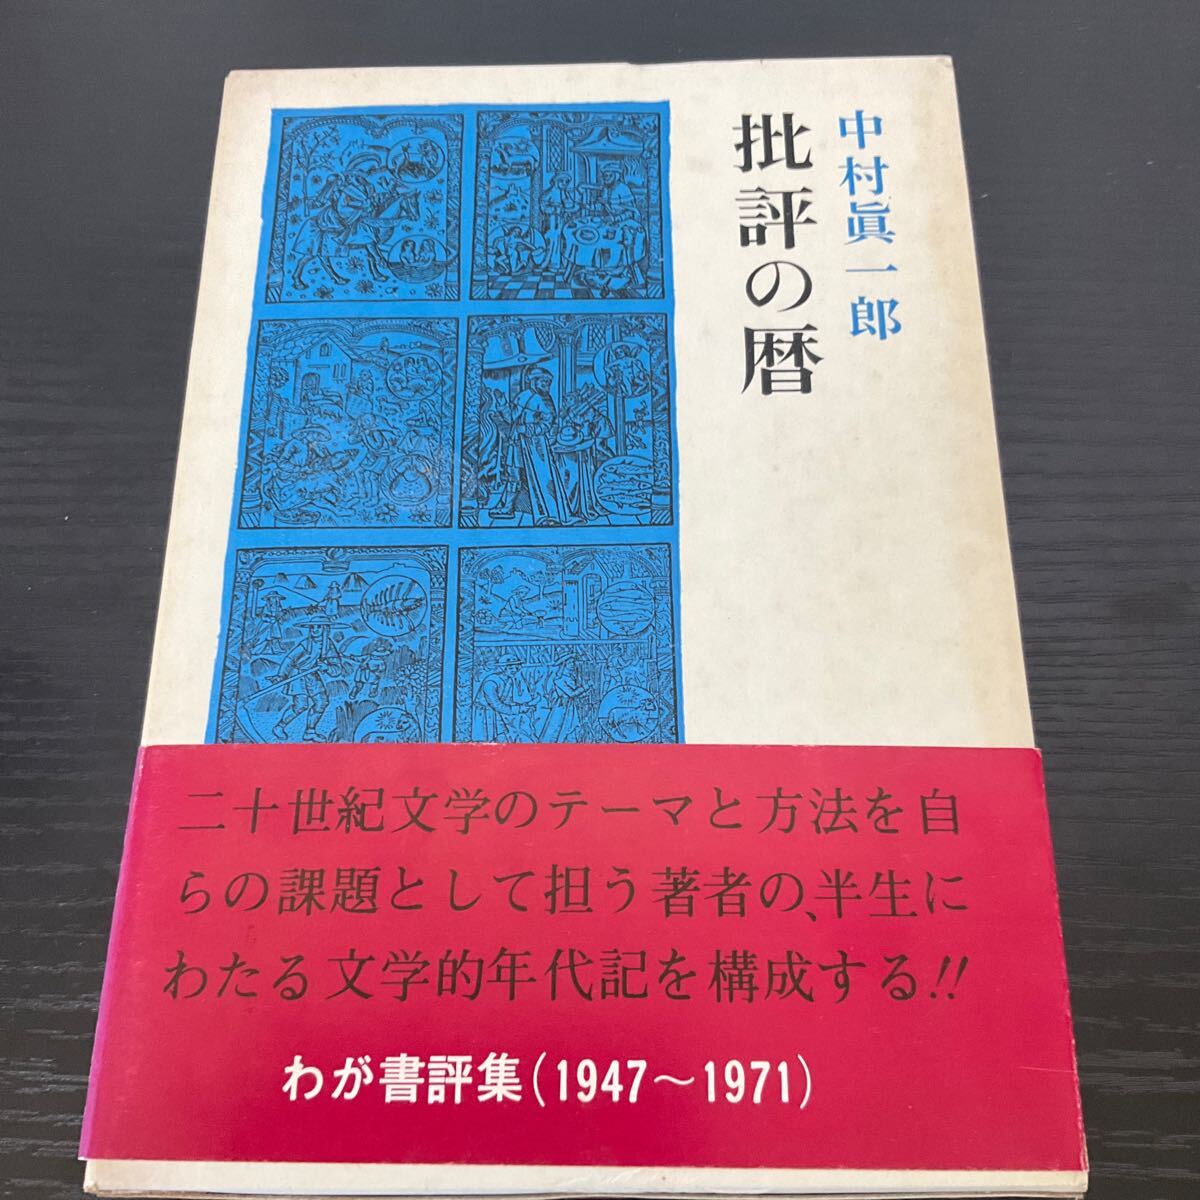 中村眞一郎
批評の暦
二十世紀文学のテーマと方法を自
らの課題として担う著者の、半生に
わたる文学的年代記を構成する!!
わが書評集(1947〜1971)